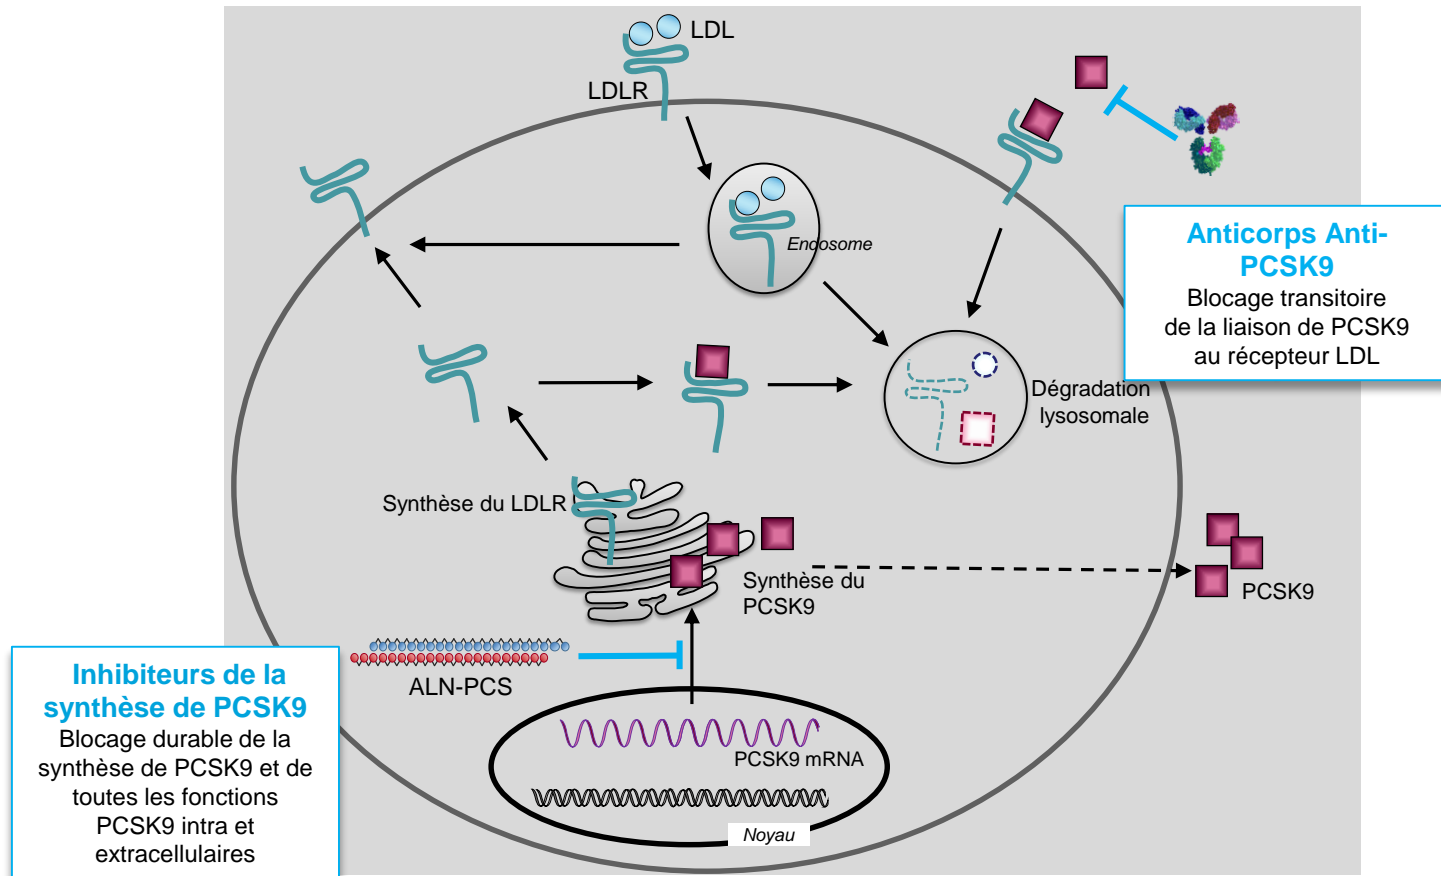 LDL
LDLR
Endosome
Anticorps Anti-
PCSK9
Blocage transitoire
de la liaison de PCSK9
au récepteur LDL
Dégradation
lysosomale
Synthèse du LDLR
Synthèse du
PCSK9
PCSK9
ALN-PCS
Inhibiteurs de la
synthèse de PCSK9
Blocage durable de la
synthèse de PCSK9 et de
toutes les fonctions
PCSK9 intra et
extracellulaires
PCSK9 mRNA
Noyau